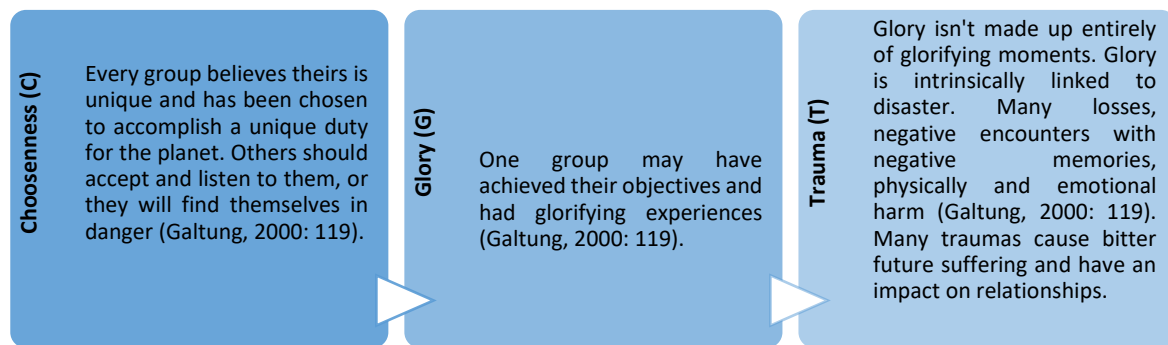 Choosenness (C)
Every group believes theirs is
unique and has been chosen
to accomplish a unique duty
for the planet. Others should
accept and listen to them, or
they will find themselves in
danger (Galtung, 2000: 119).
Glory (G)
One group may have
achieved their objectives and
had glorifying experiences
(Galtung, 2000: 119).
Trauma (T)
Glory isn't made up entirely
of glorifying moments. Glory
is intrinsically linked to
disaster. Many losses,
negative encounters with
negative memories,
physically and emotional
harm (Galtung, 2000: 119).
Many traumas cause bitter
future suffering and have an
impact on relationships.